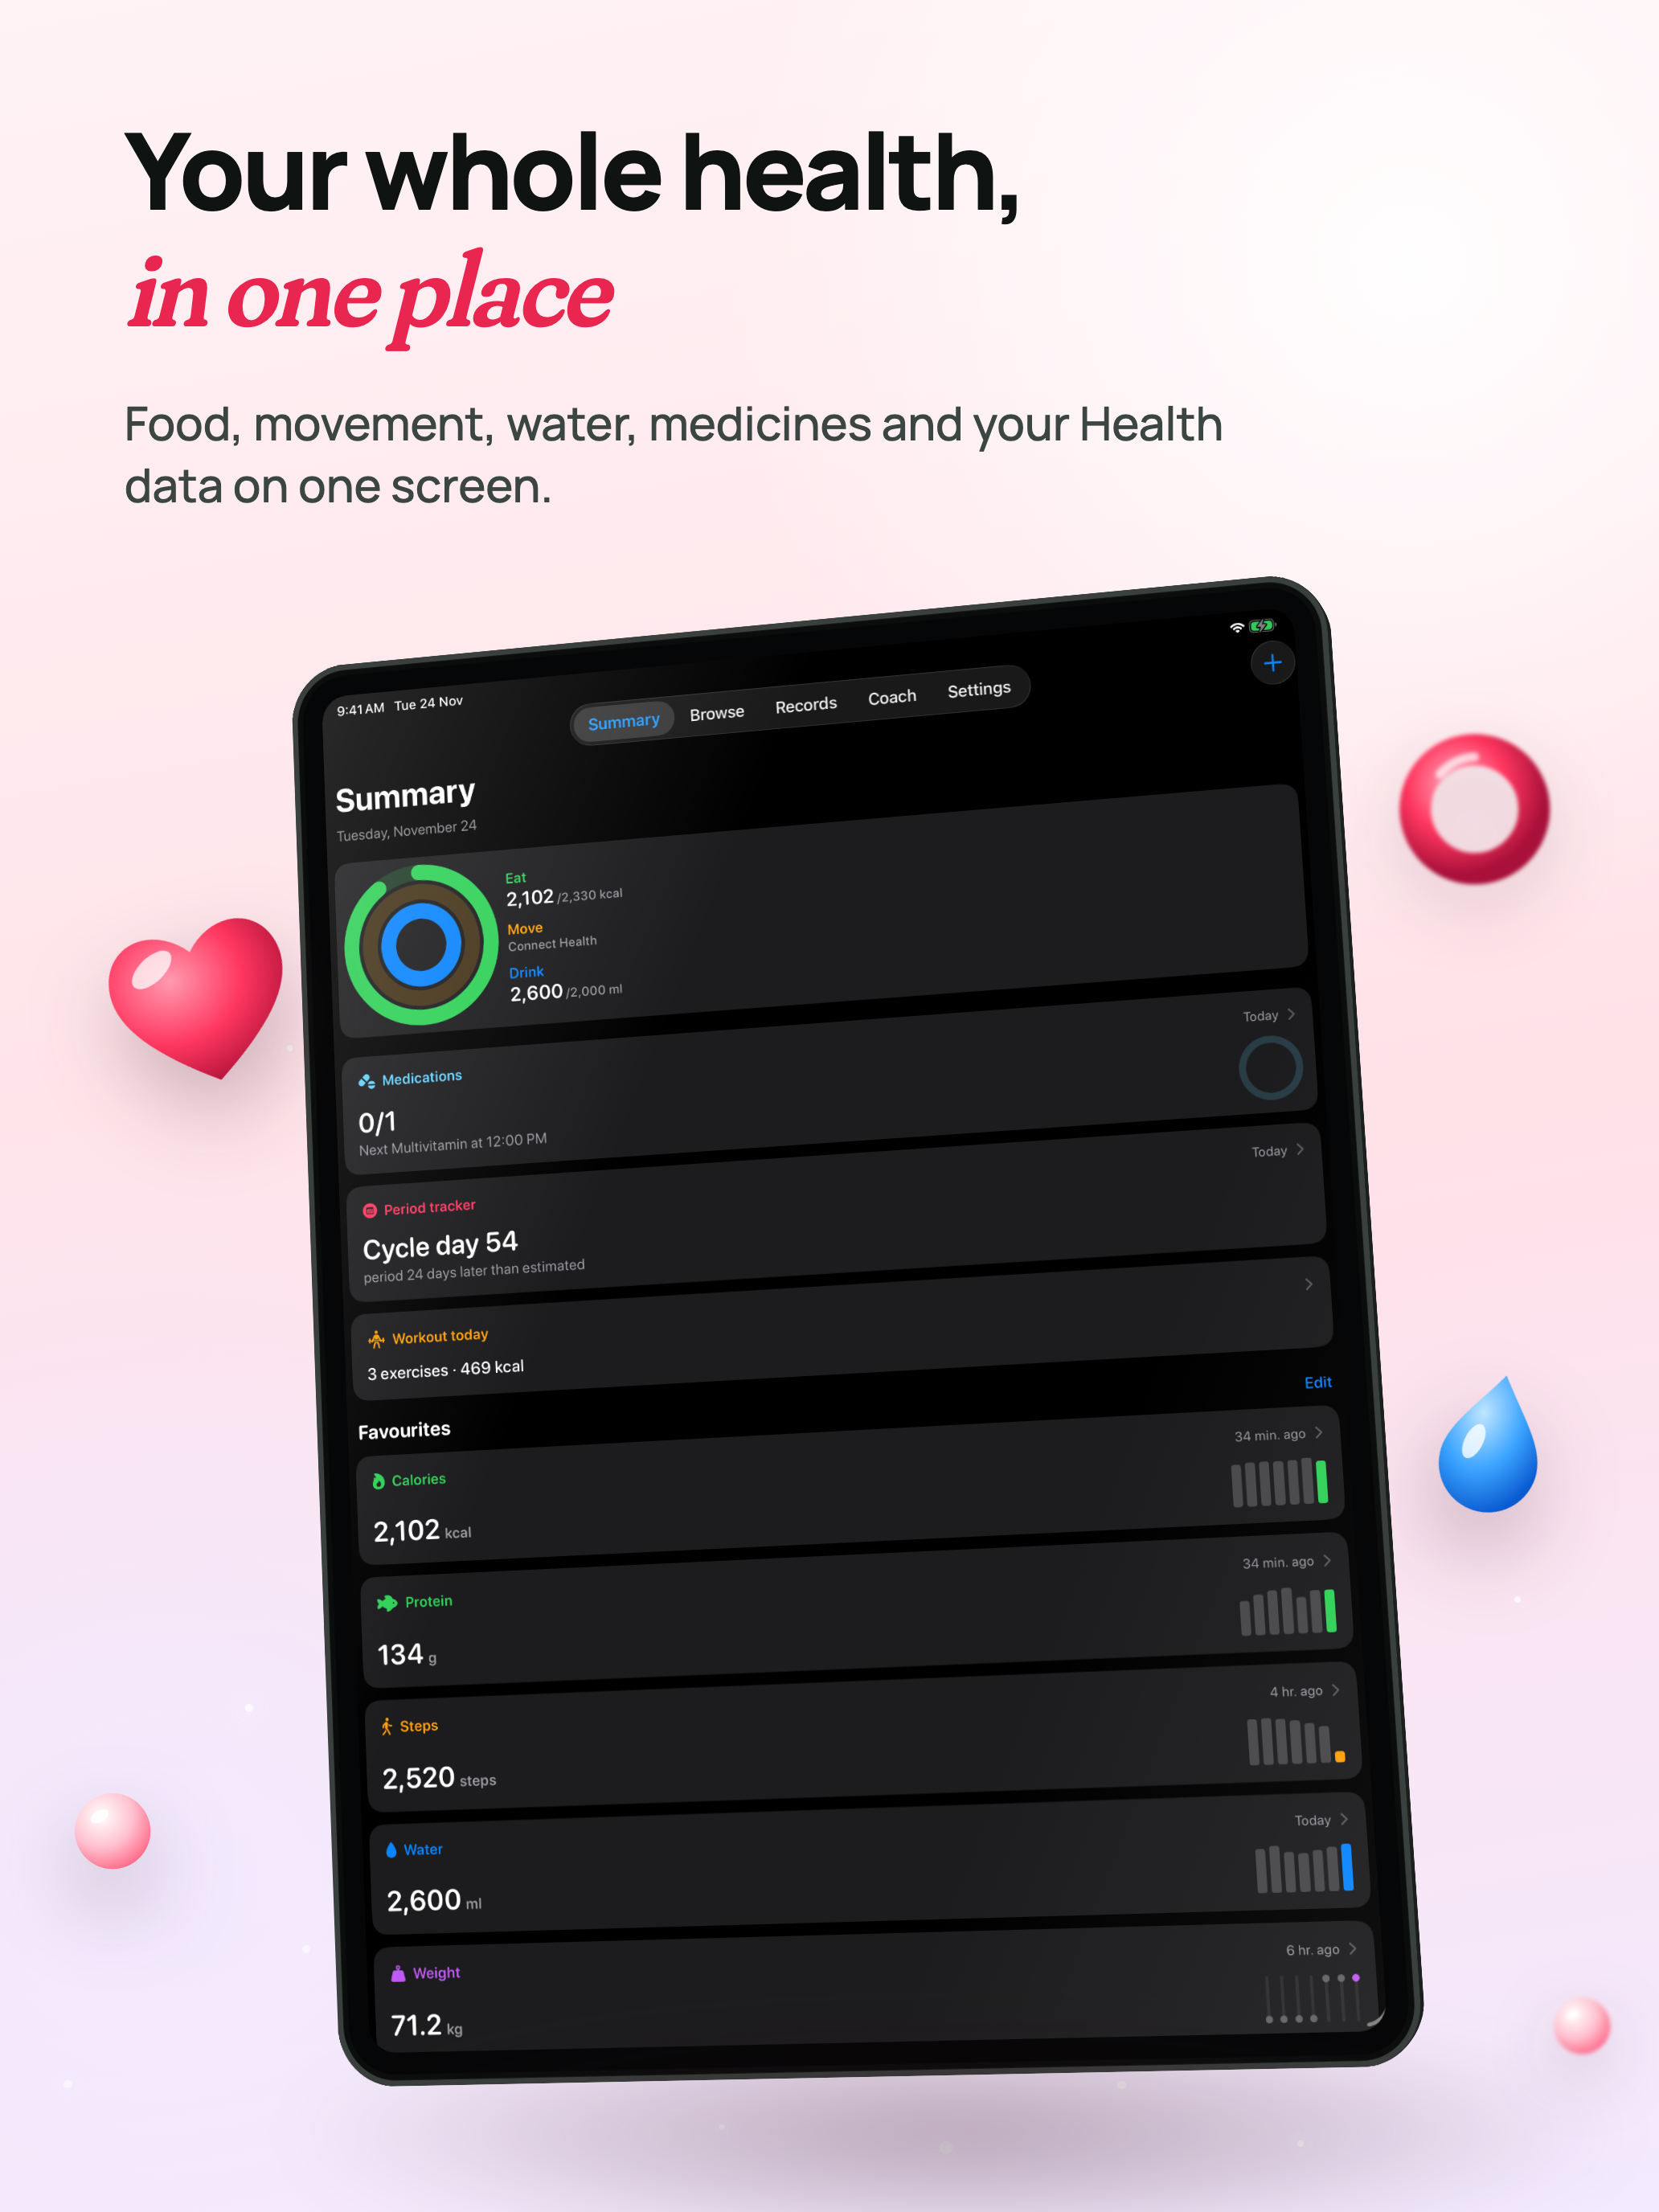 Your whole health,
in one place
Food, movement, water, medicines and your Health
data on one screen.
9:41 AM Tue 24 Nov
Summary Browse Records Coach Settings
Summary
Tuesday, November 24
Eat
2,102 /2,330 kcal
Move
Connect Health
Drink
2,600 /2,000 ml
Medications Today
0/1
Next Multivitamin at 12:00 PM
Period tracker Today
Cycle day 54
period 24 days later than estimated
Workout today
3 exercises · 469 kcal
Favourites Edit
Calories 34 min. ago
2,102 kcal
Protein 34 min. ago
134 g
Steps 4 hr. ago
2,520 steps
Water Today
2,600 ml
Weight 6 hr. ago
71.2 kg